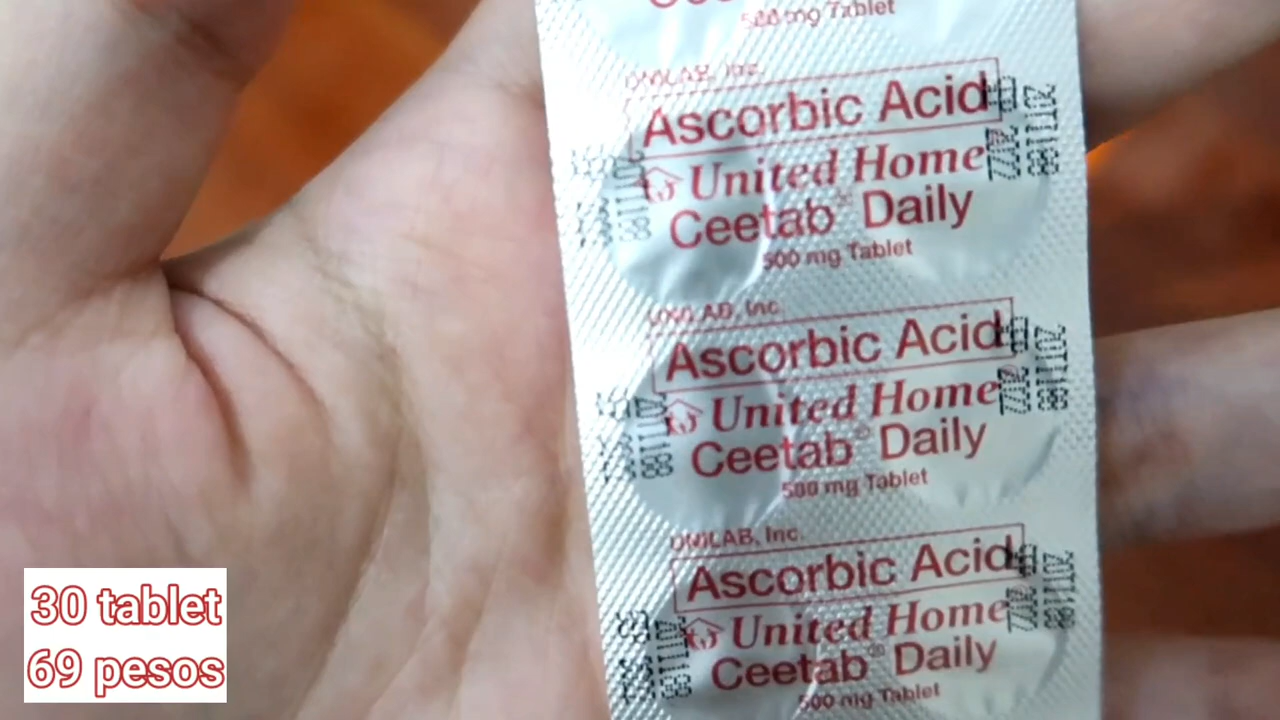 500 mg Tablet
UNILAB, Inc.
Ascorbic Acid
United Home
Ceetab® Daily
500 mg Tablet
Inc.
Ascorbic Acid
United Home
Ceetab® Daily
500 mg Tablet
UNILAB, Inc.
Ascorbic Acid
United Home
Ceetab® Daily
500 mg Tablet
30 tablet
69 pesos